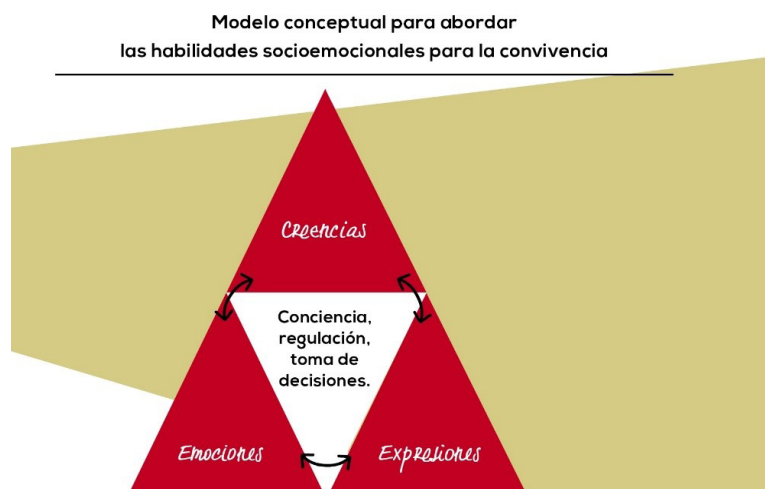 Modelo conceptual para abordar
las habilidades socioemocionales para la convivencia
Creencias
Conciencia,
regulación,
toma de
decisiones.
Emociones
Expresiones